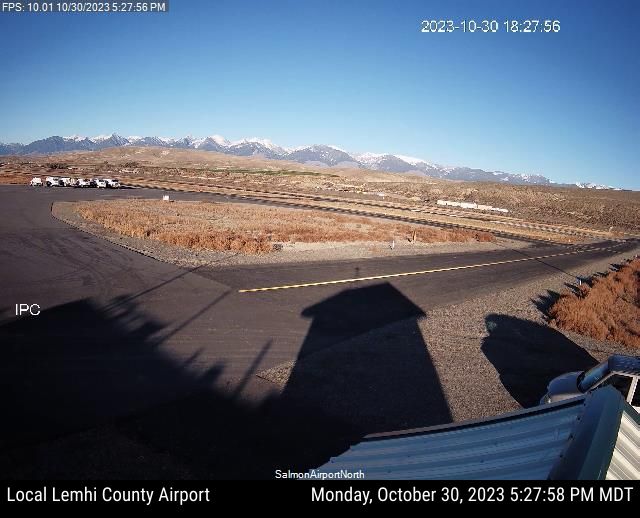 FPS: 10.01 10/30/2023 5:27:56 PM
2023-10-30 18:27:56
IPC
SalmonAirportNorth
Local Lemhi County Airport
Monday, October 30, 2023 5:27:58 PM MDT